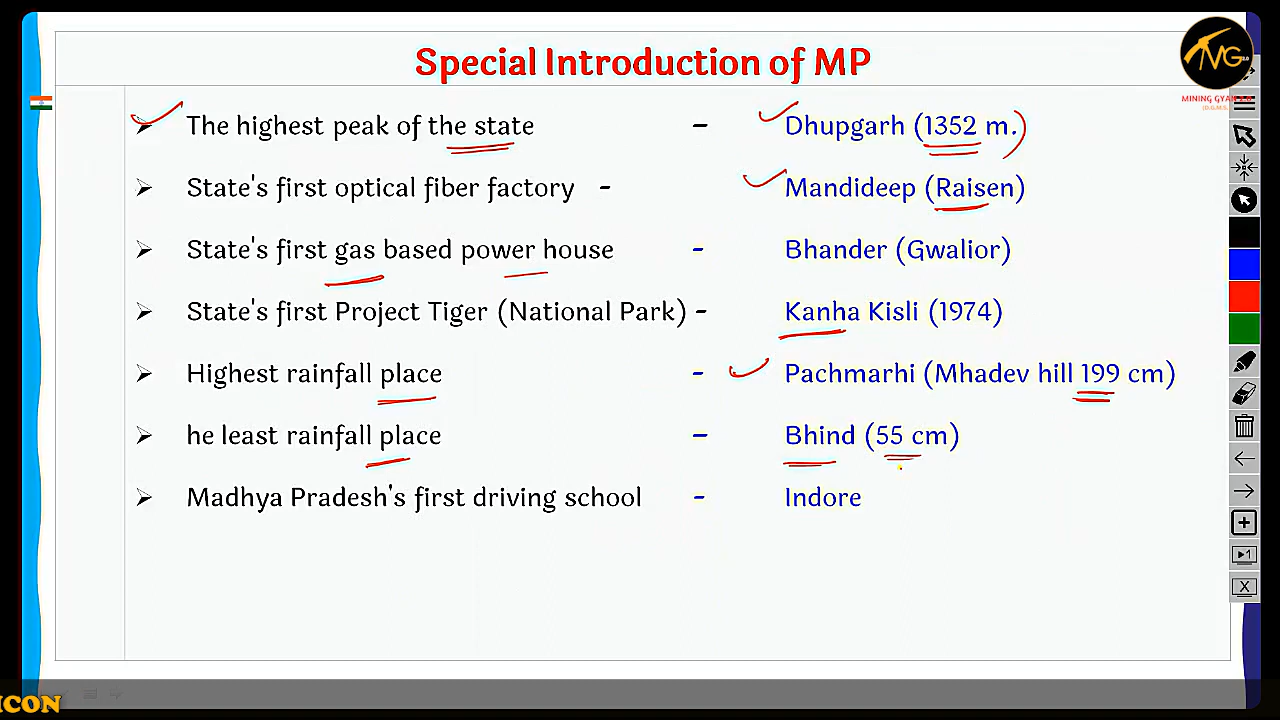 Special Introduction of MP
The highest peak of the state - Dhupgarh (1352 m.)
State's first optical fiber factory - Mandideep (Raisen)
State's first gas based power house - Bhander (Gwalior)
State's first Project Tiger (National Park) - Kanha Kisli (1974)
Highest rainfall place - Pachmarhi (Mhadev hill 199 cm)
he least rainfall place - Bhind (55 cm)
Madhya Pradesh's first driving school - Indore
ICON